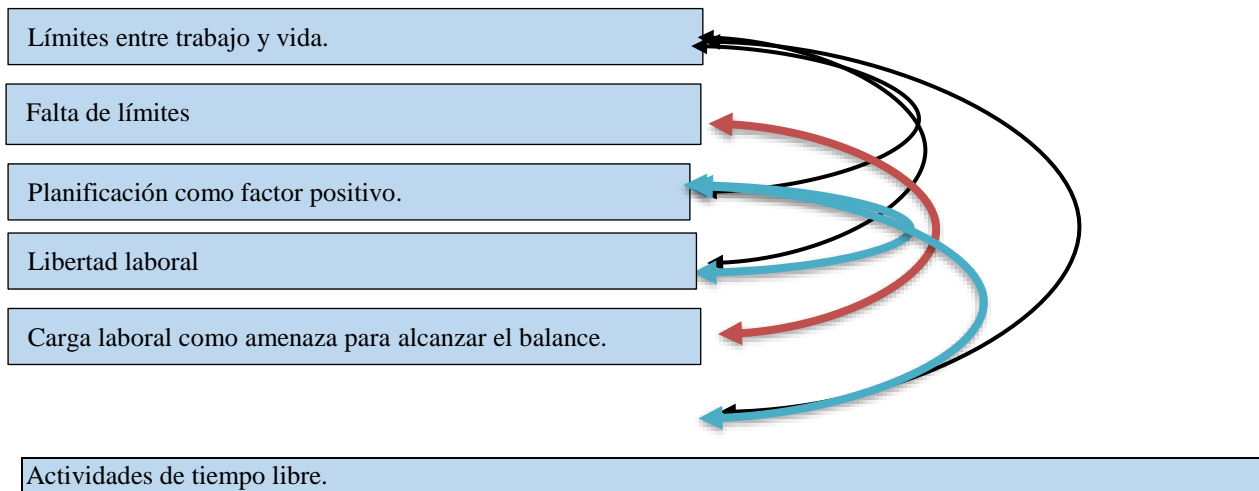 Límites entre trabajo y vida.
Falta de límites
Planificación como factor positivo.
Libertad laboral
Carga laboral como amenaza para alcanzar el balance.
Actividades de tiempo libre.